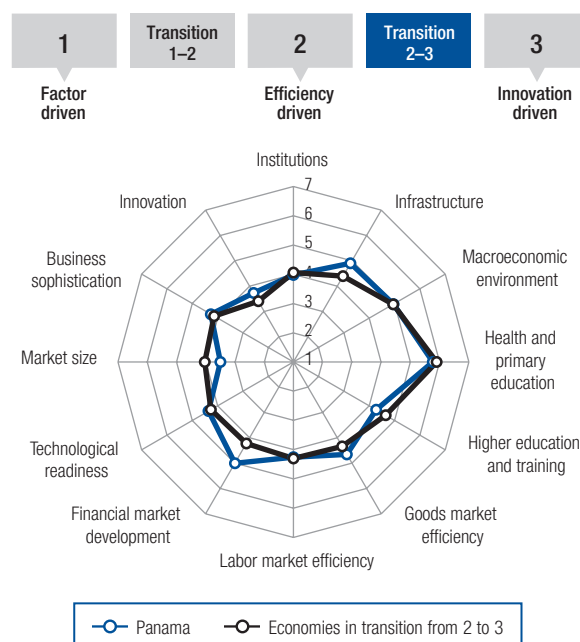 1
Transition
1–2
2
Transition
2–3
3
Factor
driven
Efficiency
driven
Innovation
driven
Institutions
Infrastructure
Macroeconomic
environment
Health and
primary
education
Higher education
and training
Goods market
efficiency
Labor market efficiency
Financial market
development
Technological
readiness
Market size
Business
sophistication
Innovation
7
6
5
4
3
2
1
Panama
Economies in transition from 2 to 3